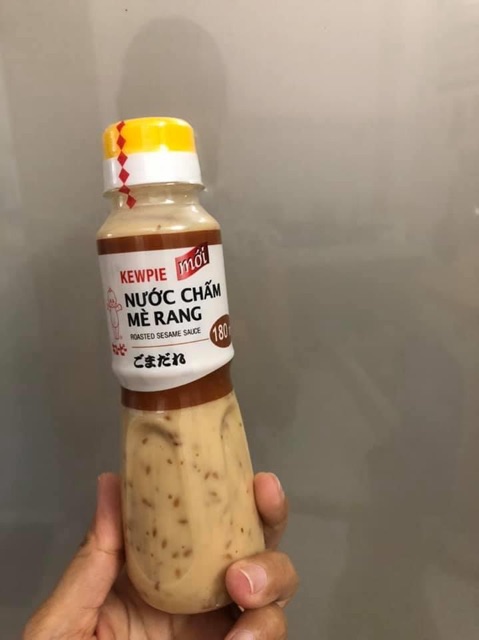 KEWPIE
mới
NƯỚC CHẤM
MÈ RANG
ROASTED SESAME SAUCE
180
ごまだれ